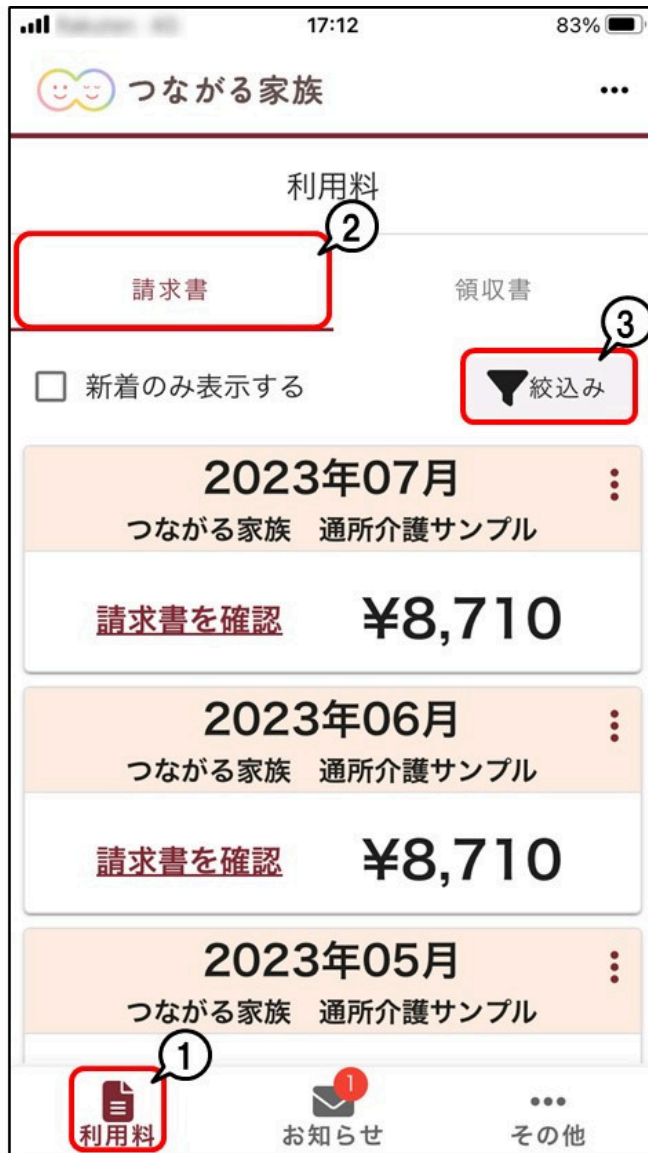 17:12 83%
つながる家族
利用料
②
請求書 領収書
③
新着のみ表示する 絞込み
2023年07月
つながる家族 通所介護サンプル
請求書を確認 ¥8,710
2023年06月
つながる家族 通所介護サンプル
請求書を確認 ¥8,710
2023年05月
つながる家族 通所介護サンプル
①
1
利用料 お知らせ その他